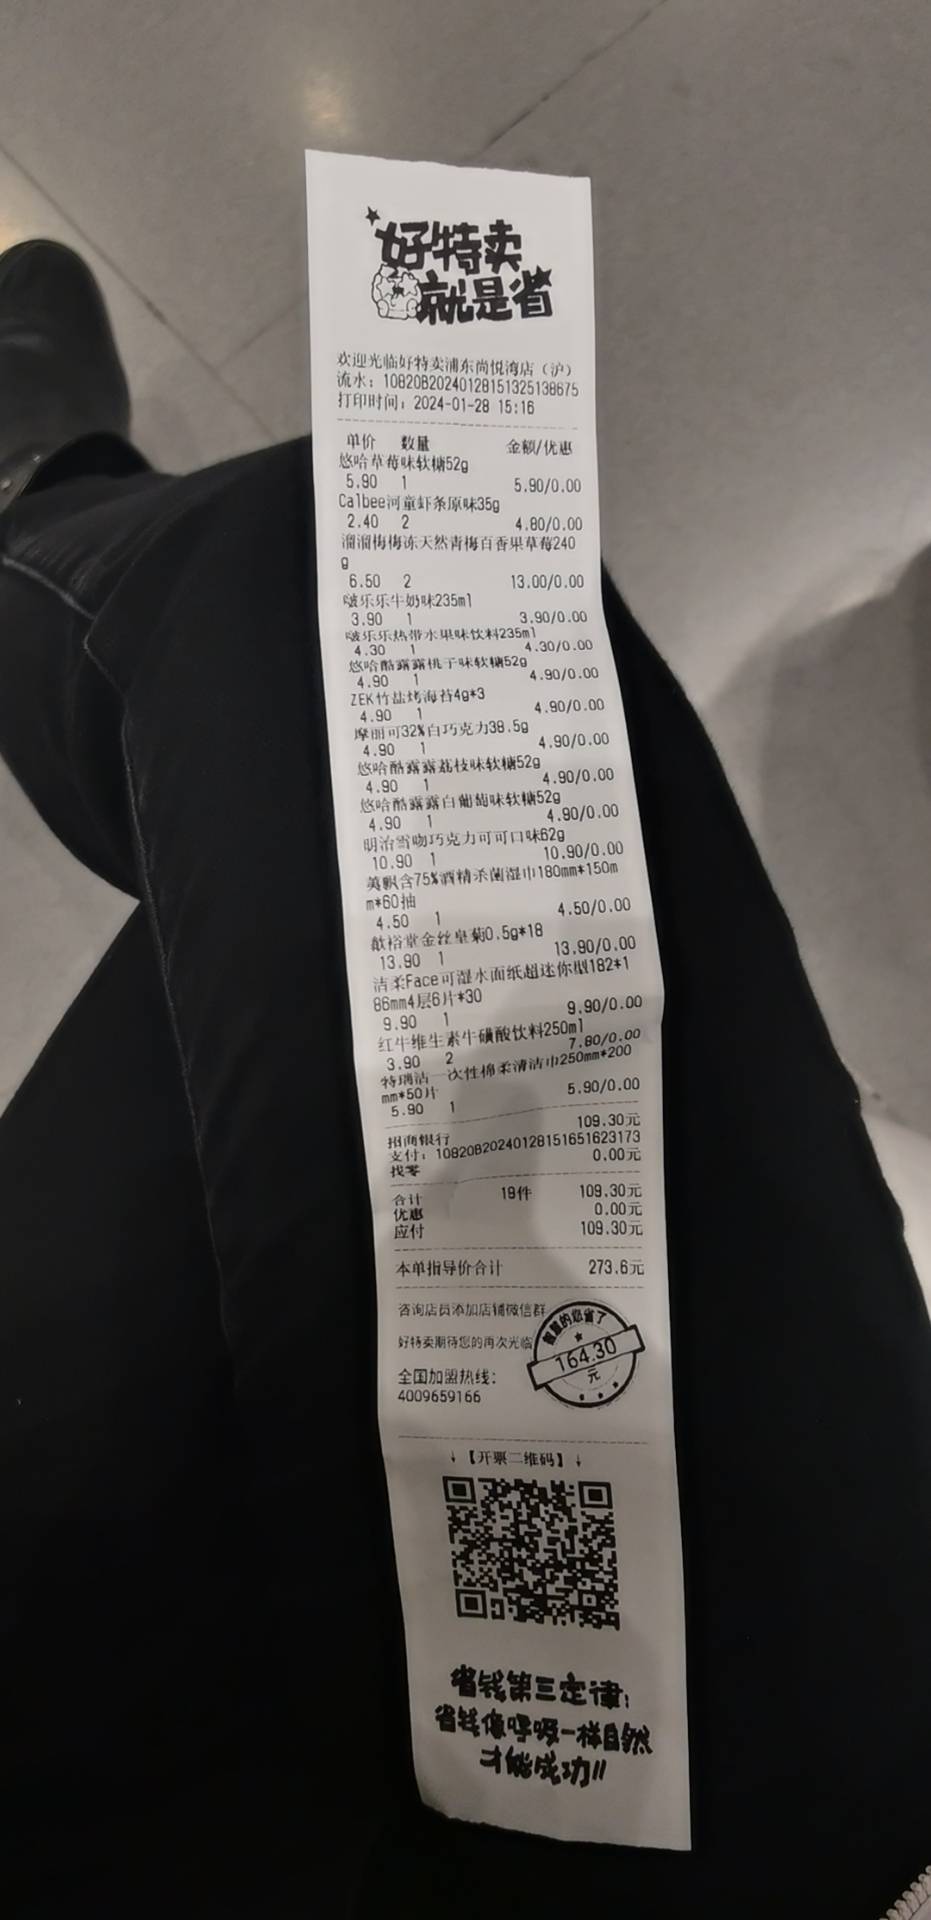 好特卖
就是省
欢迎光临好特卖浦东尚悦湾店（沪）
流水：10820B20240128151325138675
打印时间：2024-01-28 15:16
单价 数量 金额/优惠
悠哈草莓味软糖52g
5.90 1 5.90/0.00
Calbee河童虾条原味35g
2.40 2 4.80/0.00
溜溜梅梅冻天然青梅百香果草莓240
g
6.50 2 13.00/0.00
啵乐乐牛奶味235ml
3.90 1 3.90/0.00
啵乐乐热带水果味饮料235ml
4.30 1 4.30/0.00
悠哈酷露露桃子味软糖52g
4.90 1 4.90/0.00
ZEK竹盐烤海苔4g*3
4.90 1 4.90/0.00
摩丽可32%白巧克力38.5g
4.90 1 4.90/0.00
悠哈酷露露荔枝味软糖52g
4.90 1 4.90/0.00
悠哈酷露露白葡萄味软糖52g
4.90 1 4.90/0.00
明治雪吻巧克力可可口味62g
10.90 1 10.90/0.00
英飘含75%酒精杀菌湿巾180mm*150m
m*60抽
4.50 1 4.50/0.00
歆裕堂金丝皇菊0.5g*18
13.90 1 13.90/0.00
洁柔Face可湿水面纸超迷你型182*1
86mm4层6片*30
9.90 1 9.90/0.00
红牛维生素牛磺酸饮料250ml
3.90 2 7.80/0.00
特瑞洁一次性棉柔清洁巾250mm*200
mm*50片
5.90 1 5.90/0.00
招商银行 109.30元
支付：10820B20240128151651623173
找零 0.00元
合计 19件 109.30元
优惠 0.00元
应付 109.30元
本单指导价合计 273.6元
咨询店员添加店铺微信群
好特卖期待您的再次光临
全国加盟热线：
4009659166
智慧的您省了
164.30
元
↓【开票二维码】↓
省钱第三定律：
省钱像呼吸一样自然
才能成功!!